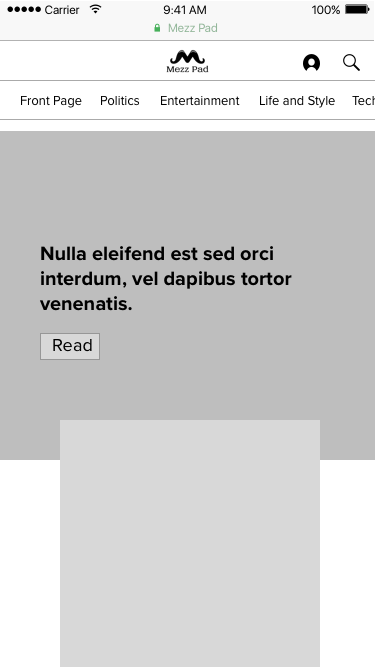 Carrier 9:41 AM 100%
Mezz Pad
Mezz Pad
Front Page Politics Entertainment Life and Style Tech
Nulla eleifend est sed orci
interdum, vel dapibus tortor
venenatis.
Read